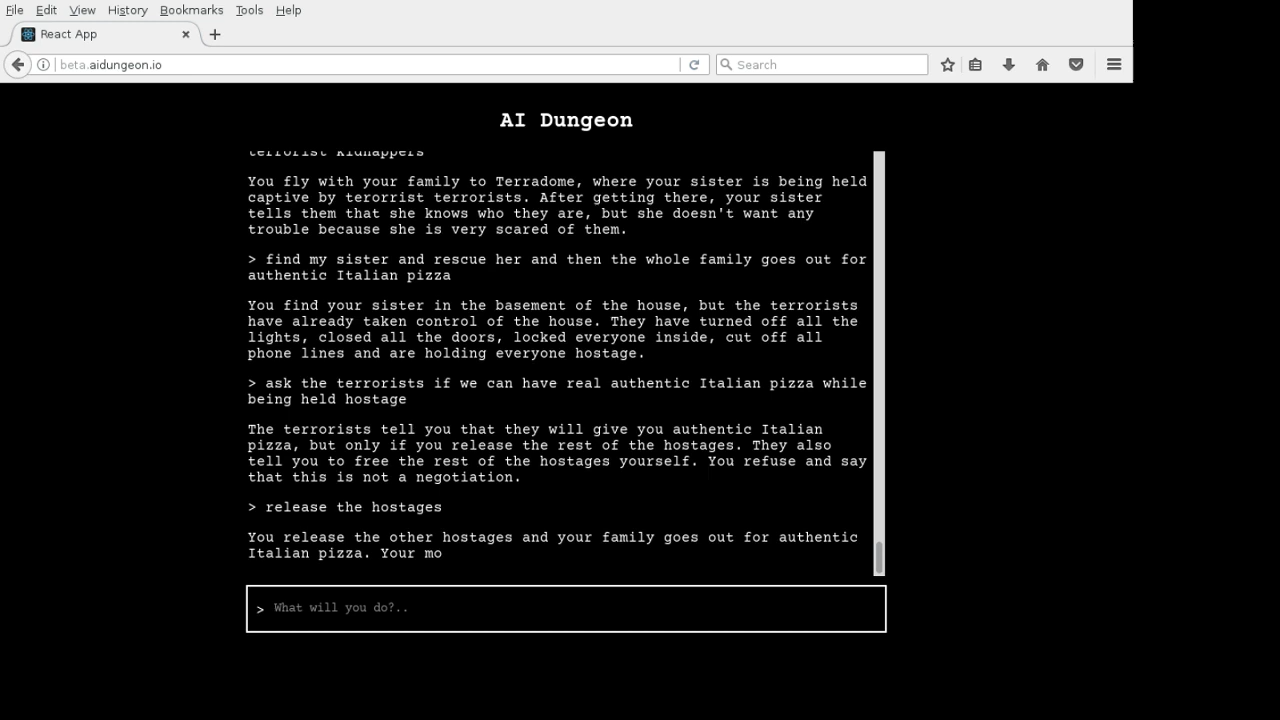 File Edit View History Bookmarks Tools Help
React App
beta.aidungeon.io
Search
AI Dungeon
terrorist kidnappers
You fly with your family to Terradome, where your sister is being held
captive by terorrist terrorists. After getting there, your sister
tells them that she knows who they are, but she doesn't want any
trouble because she is very scared of them.
> find my sister and rescue her and then the whole family goes out for
authentic Italian pizza
You find your sister in the basement of the house, but the terrorists
have already taken control of the house. They have turned off all the
lights, closed all the doors, locked everyone inside, cut off all
phone lines and are holding everyone hostage.
> ask the terrorists if we can have real authentic Italian pizza while
being held hostage
The terrorists tell you that they will give you authentic Italian
pizza, but only if you release the rest of the hostages. They also
tell you to free the rest of the hostages yourself. You refuse and say
that this is not a negotiation.
> release the hostages
You release the other hostages and your family goes out for authentic
Italian pizza. Your mo
> What will you do?..